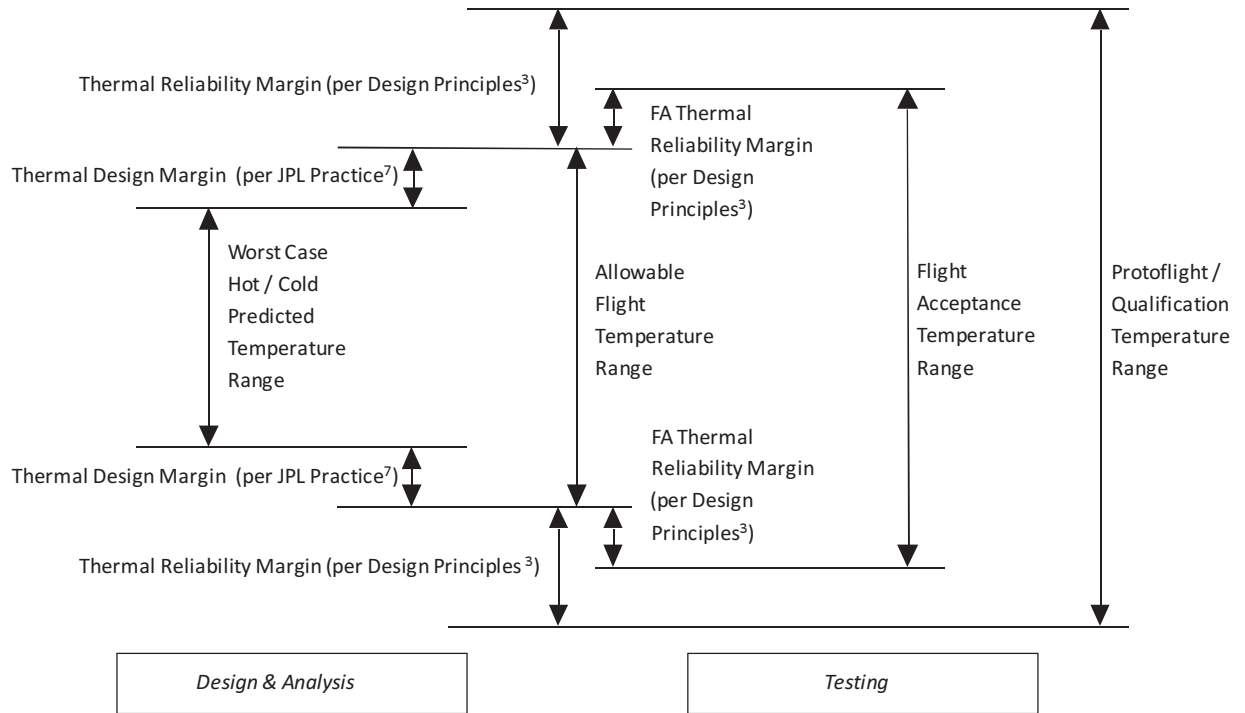 Thermal Reliability Margin (per Design Principles³)
FA Thermal
Reliability Margin
(per Design
Principles³)
Thermal Design Margin (per JPL Practice⁷)
Worst Case
Hot / Cold
Predicted
Temperature
Range
Allowable
Flight
Temperature
Range
Flight
Acceptance
Temperature
Range
Protoflight /
Qualification
Temperature
Range
FA Thermal
Reliability Margin
(per Design
Principles³)
Thermal Design Margin (per JPL Practice⁷)
Thermal Reliability Margin (per Design Principles ³)
Design & Analysis
Testing